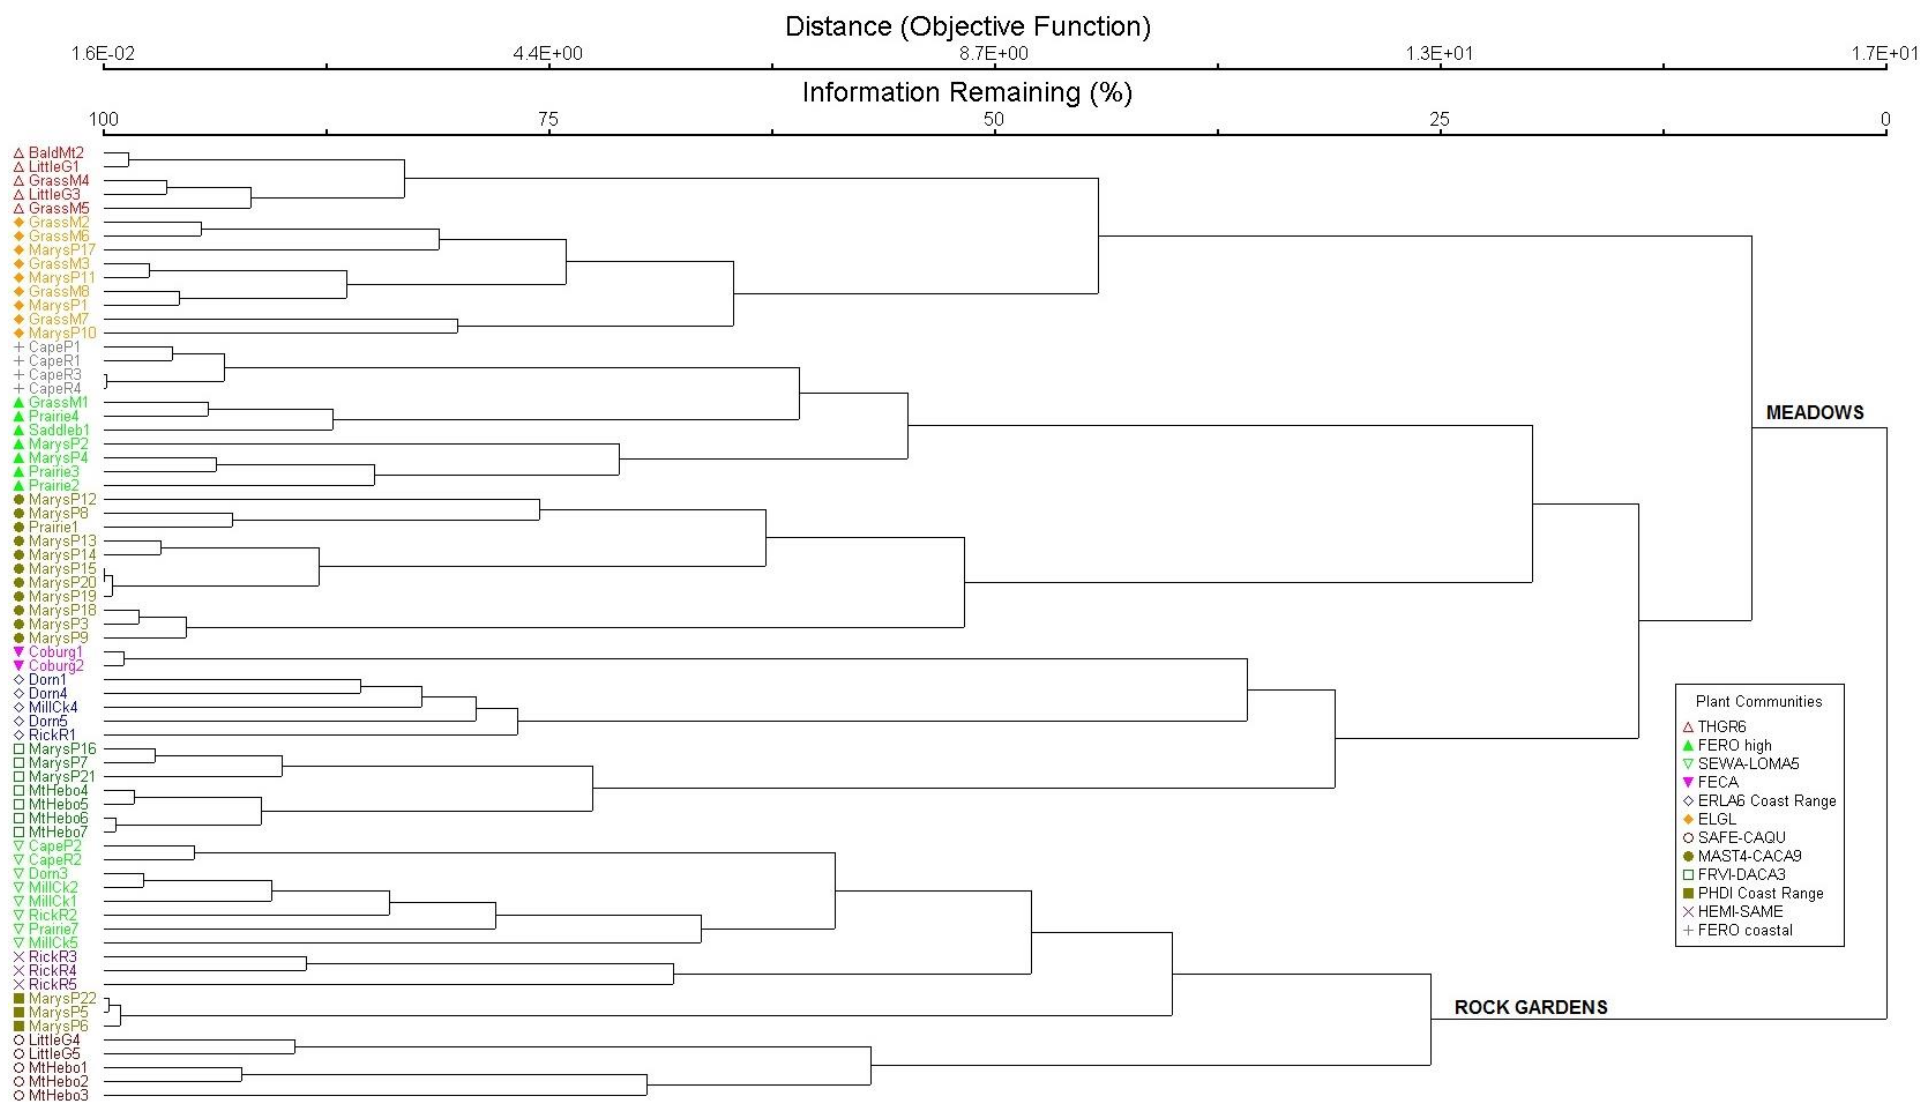 Distance (Objective Function)
1.6E-02 4.4E+00 8.7E+00 1.3E+01 1.7E+01
Information Remaining (%)
100 75 50 25 0
BaldMt2
LittleG1
GrassM4
LittleG3
GrassM5
GrassM2
GrassM6
MarysP17
GrassM3
MarysP11
GrassM8
MarysP1
GrassM7
MarysP10
CapeP1
CapeR1
CapeR3
CapeR4
GrassM1
Prairie4
Saddleb1
MarysP2
MarysP4
Prairie3
Prairie2
MarysP12
MarysP8
Prairie1
MarysP13
MarysP14
MarysP15
MarysP20
MarysP19
MarysP18
MarysP3
MarysP9
Coburg1
Coburg2
Dorn1
Dorn4
MillCk4
Dorn5
RickR1
MarysP16
MarysP7
MarysP21
MtHebo4
MtHebo5
MtHebo6
MtHebo7
CapeP2
CapeR2
Dorn3
MillCk2
MillCk1
RickR2
Prairie7
MillCk5
RickR3
RickR4
RickR5
MarysP22
MarysP5
MarysP6
LittleG4
LittleG5
MtHebo1
MtHebo2
MtHebo3
MEADOWS
ROCK GARDENS
Plant Communities
THGR6
FERO high
SEWA-LOMA5
FECA
ERLA6 Coast Range
ELGL
SAFE-CAQU
MAST4-CACA9
FRVI-DACA3
PHDI Coast Range
HEMI-SAME
FERO coastal